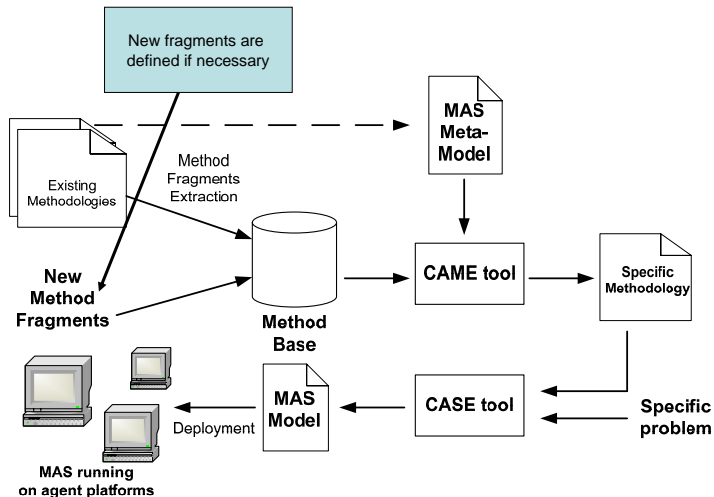 New fragments are
defined if necessary
MAS
Meta-
Model
Existing
Methodologies
Method
Fragments
Extraction
New
Method
Fragments
Method
Base
CAME tool
Specific
Methodology
MAS running
on agent platforms
Deployment
MAS
Model
CASE tool
Specific
problem